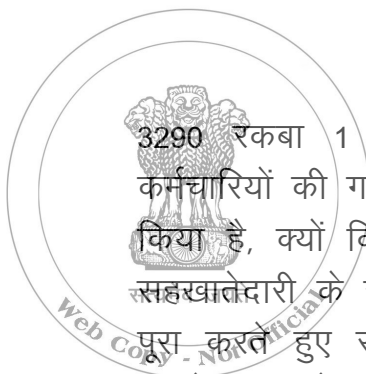 3290 रकबा 1
कर्मचारियों की ग
किया है, क्यों वि
सहखातेदारी के
पूरा करते हुए र
Web Copy - Not Official